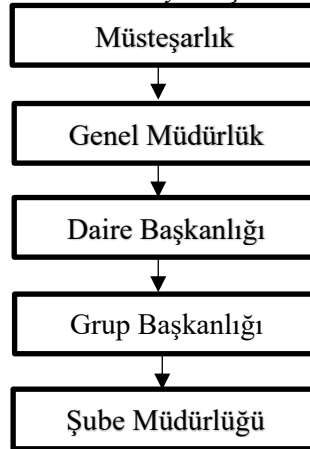 Müsteşarlık
Genel Müdürlük
Daire Başkanlığı
Grup Başkanlığı
Şube Müdürlüğü